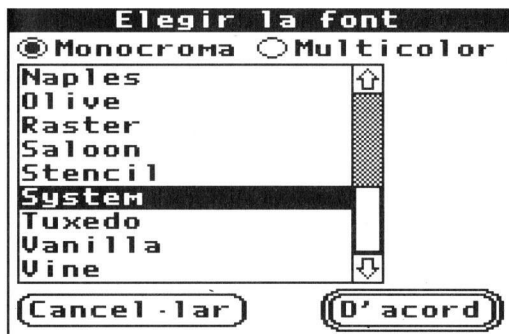 Elegir la font
Monocroma Multicolor
Naples
Olive
Raster
Saloon
Stencil
System
Tuxedo
Vanilla
Vine
Cancel·lar D'acord